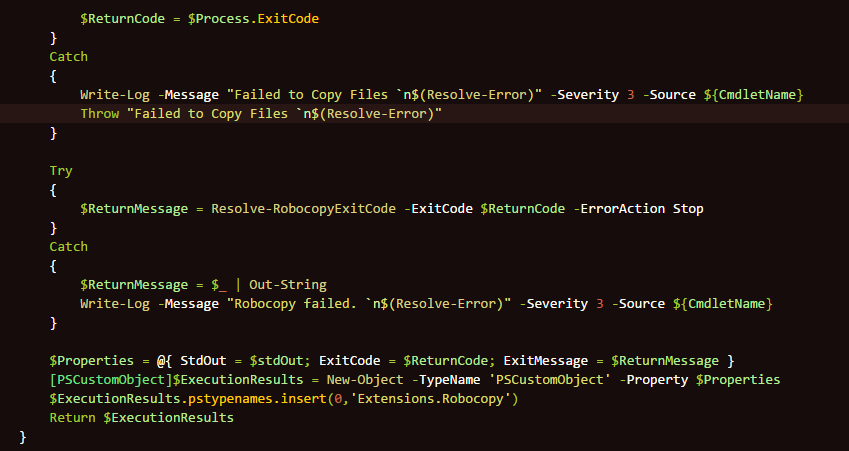 $ReturnCode = $Process.ExitCode
}
Catch
{
Write-Log -Message "Failed to Copy Files `n$(Resolve-Error)" -Severity 3 -Source ${CmdletName}
Throw "Failed to Copy Files `n$(Resolve-Error)"
}
Try
{
$ReturnMessage = Resolve-RobocopyExitCode -ExitCode $ReturnCode -ErrorAction Stop
}
Catch
{
$ReturnMessage = $_ | Out-String
Write-Log -Message "Robocopy failed. `n$(Resolve-Error)" -Severity 3 -Source ${CmdletName}
}
$Properties = @{ StdOut = $stdOut; ExitCode = $ReturnCode; ExitMessage = $ReturnMessage }
[PSCustomObject]$ExecutionResults = New-Object -TypeName 'PSCustomObject' -Property $Properties
$ExecutionResults.pstypenames.insert(0,'Extensions.Robocopy')
Return $ExecutionResults
}